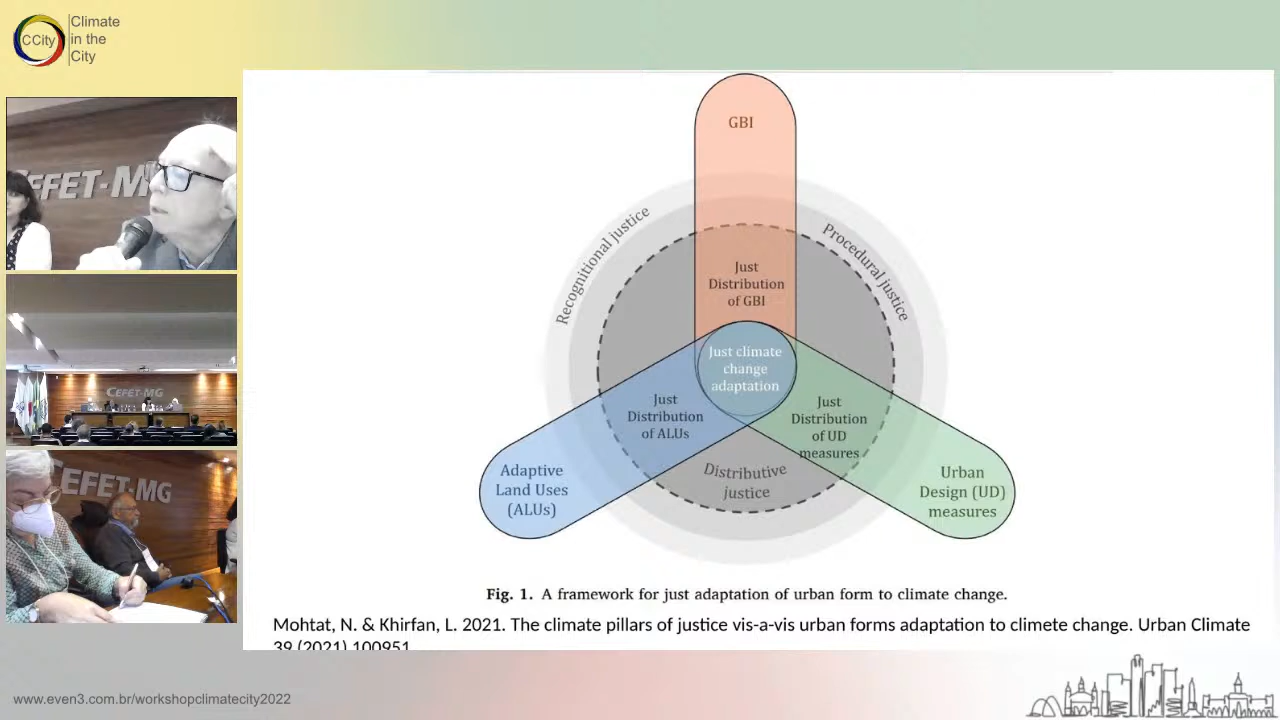 CCity
Climate
in the
City
EFET-M
CEFET-MG
EFET-MG
GBI
Recognitional justice
Procedural justice
Just
Distribution
of GBI
Just climate
change
adaptation
Just
Distribution
of ALUs
Just
Distribution
of UD
measures
Distributive
justice
Adaptive
Land Uses
(ALUs)
Urban
Design (UD)
measures
Fig. 1. A framework for just adaptation of urban form to climate change.
Mohtat, N. & Khirfan, L. 2021. The climate pillars of justice vis-a-vis urban forms adaptation to climete change. Urban Climate
39 (2021) 100951
www.even3.com.br/workshopclimatecity2022